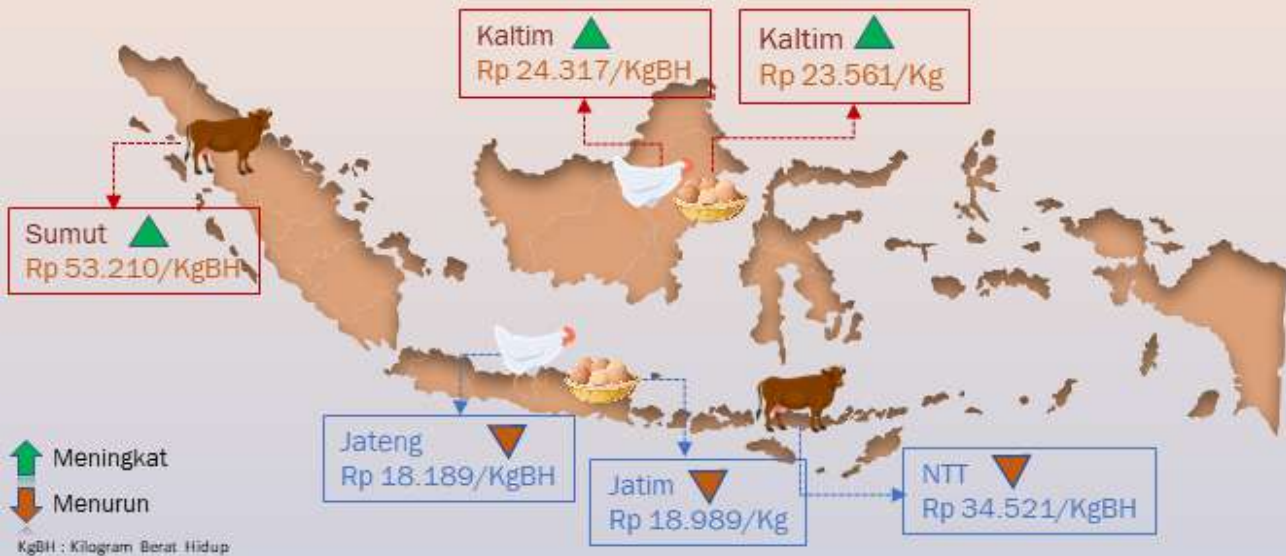 Kaltim
Rp 24.317/KgBH
Kaltim
Rp 23.561/Kg
Sumut
Rp 53.210/KgBH
Jateng
Rp 18.189/KgBH
Jatim
Rp 18.989/Kg
NTT
Rp 34.521/KgBH
Meningkat
Menurun
KgBH : Kilogram Berat Hidup